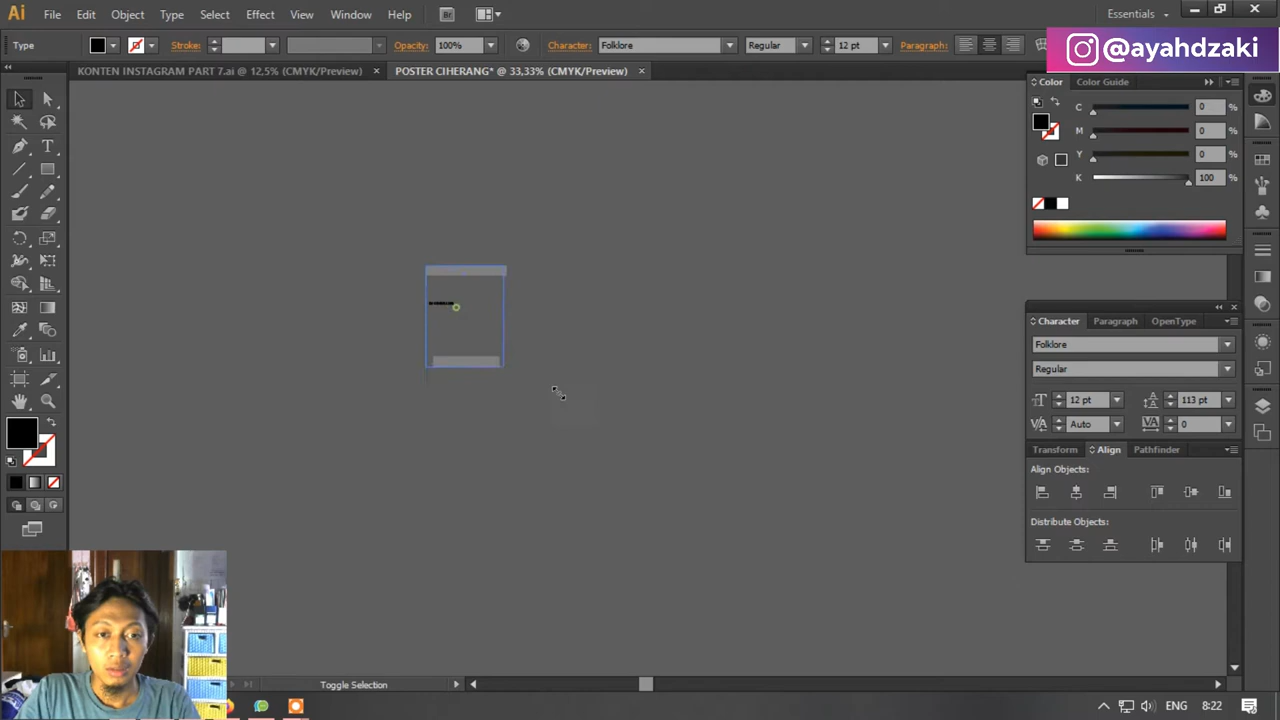 Ai File Edit Object Type Select Effect View Window Help Br Essentials
@ayahdzaki
Type Stroke: Opacity: 100% Character: Folklore Regular 12 pt Paragraph:
KONTEN INSTAGRAM PART 7.ai @ 12,5% (CMYK/Preview) POSTER CIHERANG* @ 33,33% (CMYK/Preview)
Color Color Guide
C 0 %
M 0 %
Y 0 %
K 100 %
Character Paragraph OpenType
Folklore
Regular
12 pt 113 pt
Auto 0
Transform Align Pathfinder
Align Objects:
Distribute Objects:
Toggle Selection
ENG 8:22